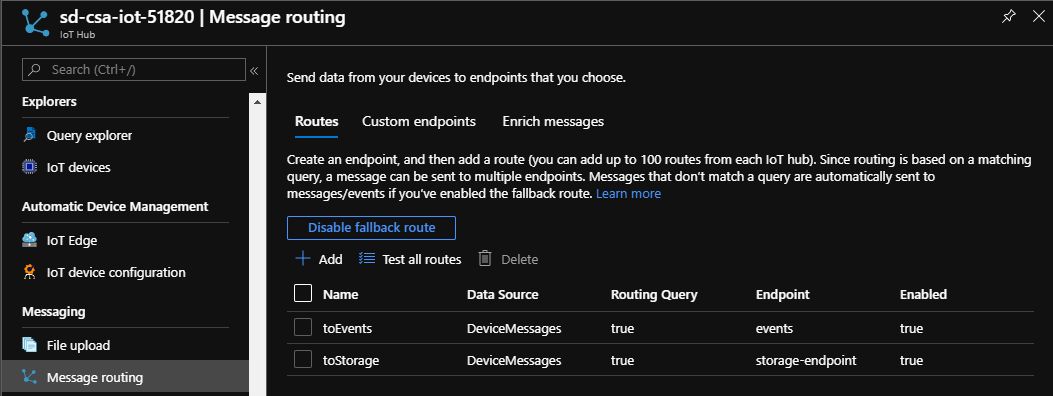 sd-csa-iot-51820 | Message routing
IoT Hub
Search (Ctrl+/)
«
Explorers
Query explorer
IoT devices
Automatic Device Management
IoT Edge
IoT device configuration
Messaging
File upload
Message routing
Send data from your devices to endpoints that you choose.
Routes Custom endpoints Enrich messages
Create an endpoint, and then add a route (you can add up to 100 routes from each IoT hub). Since routing is based on a matching
query, a message can be sent to multiple endpoints. Messages that don't match a query are automatically sent to
messages/events if you've enabled the fallback route. Learn more
Disable fallback route
Add Test all routes Delete
Name Data Source Routing Query Endpoint Enabled
toEvents DeviceMessages true events true
toStorage DeviceMessages true storage-endpoint true